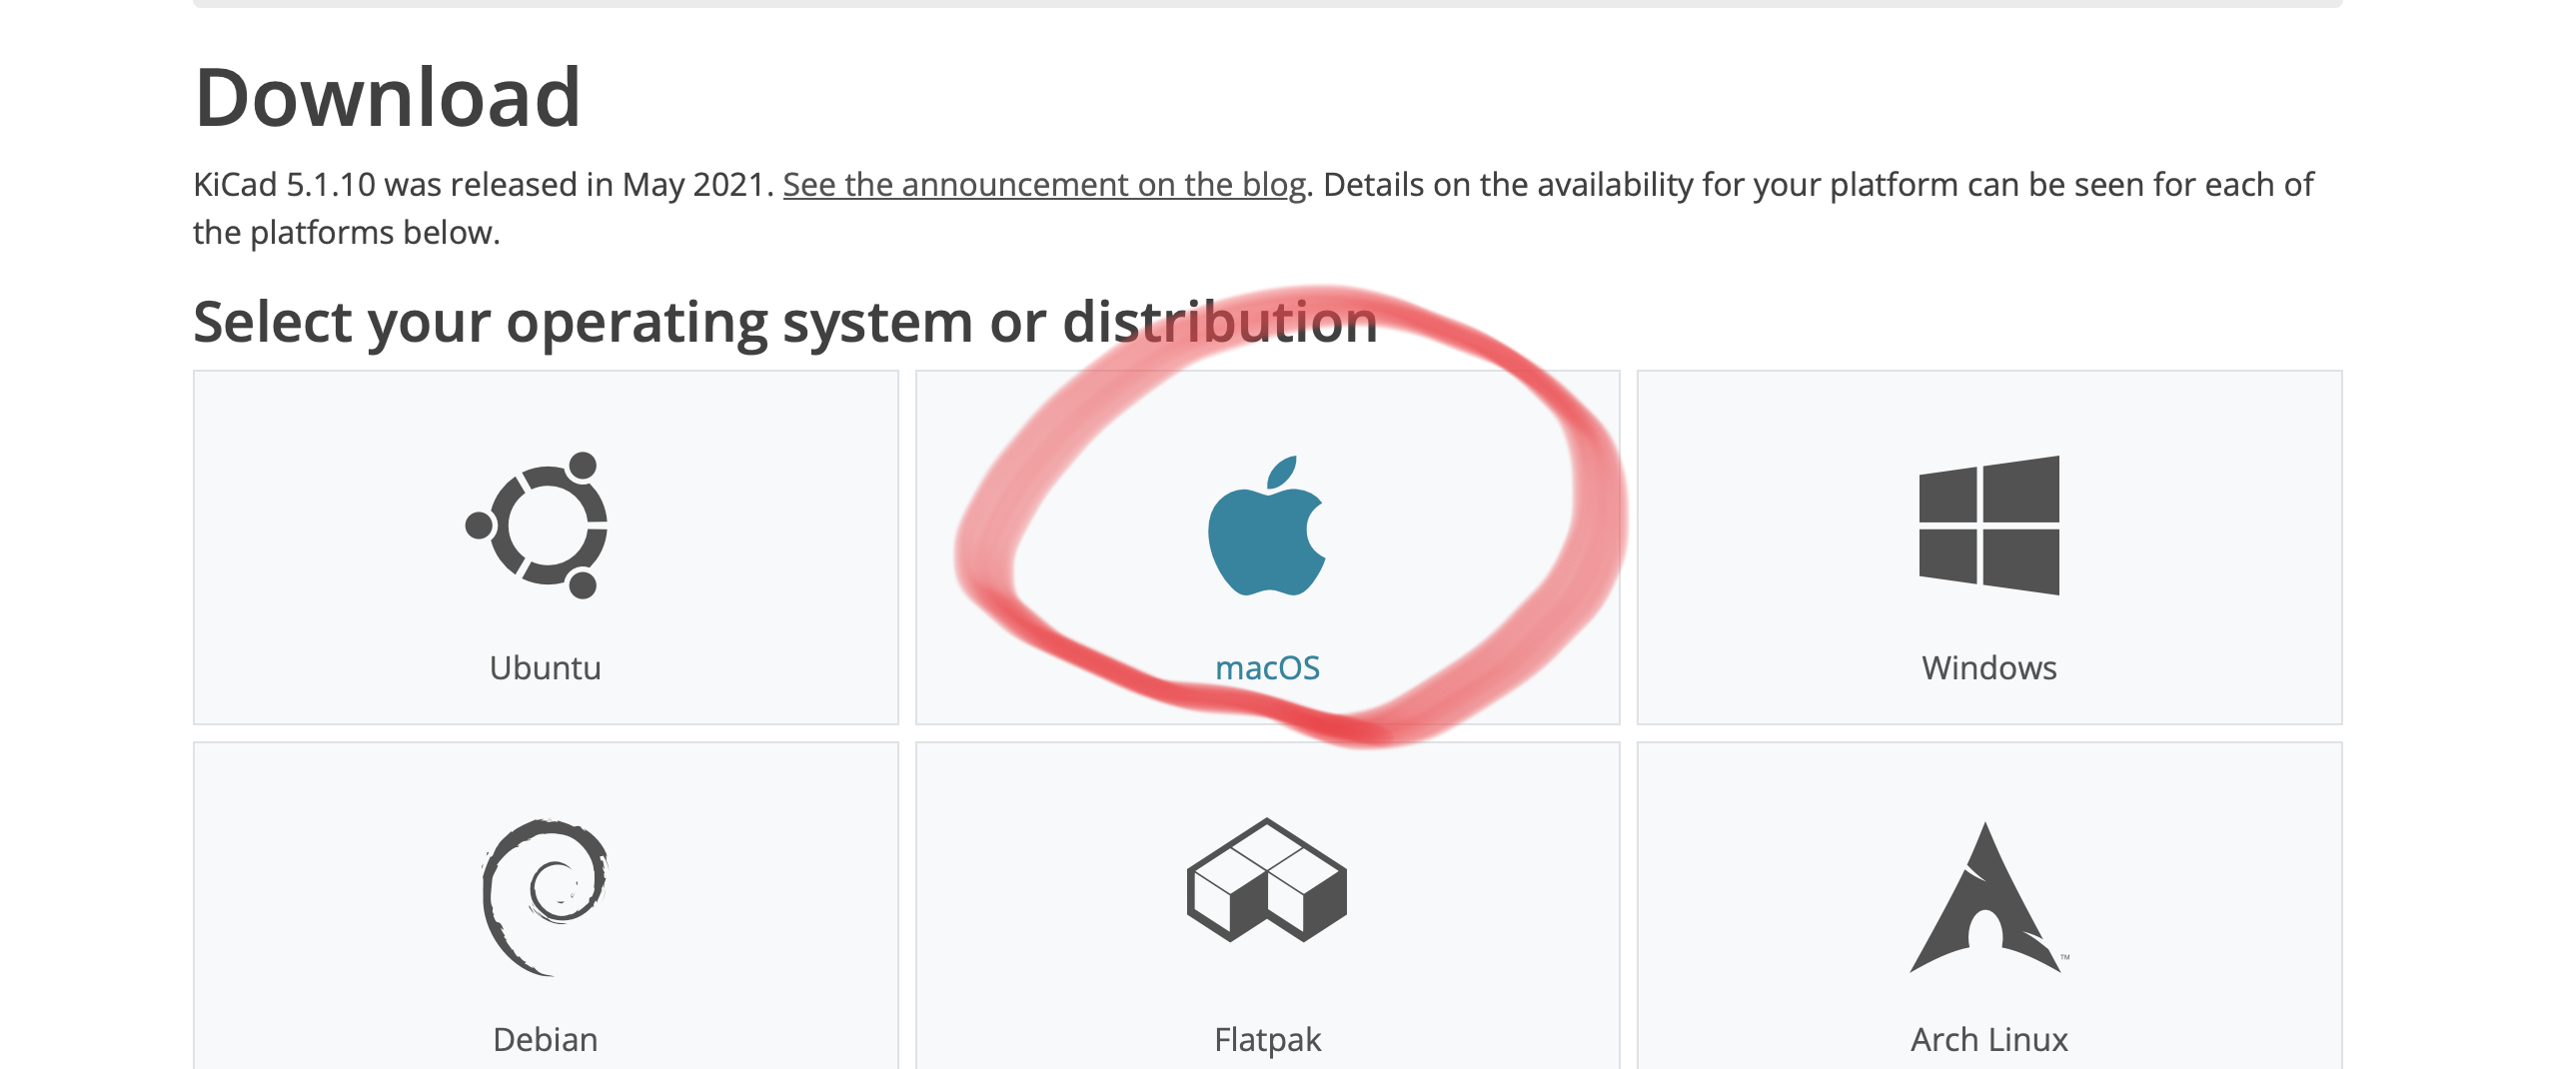 Download
KiCad 5.1.10 was released in May 2021. See the announcement on the blog. Details on the availability for your platform can be seen for each of
the platforms below.
Select your operating system or distribution
Ubuntu
macOS
Windows
Debian
Flatpak
Arch Linux
TM